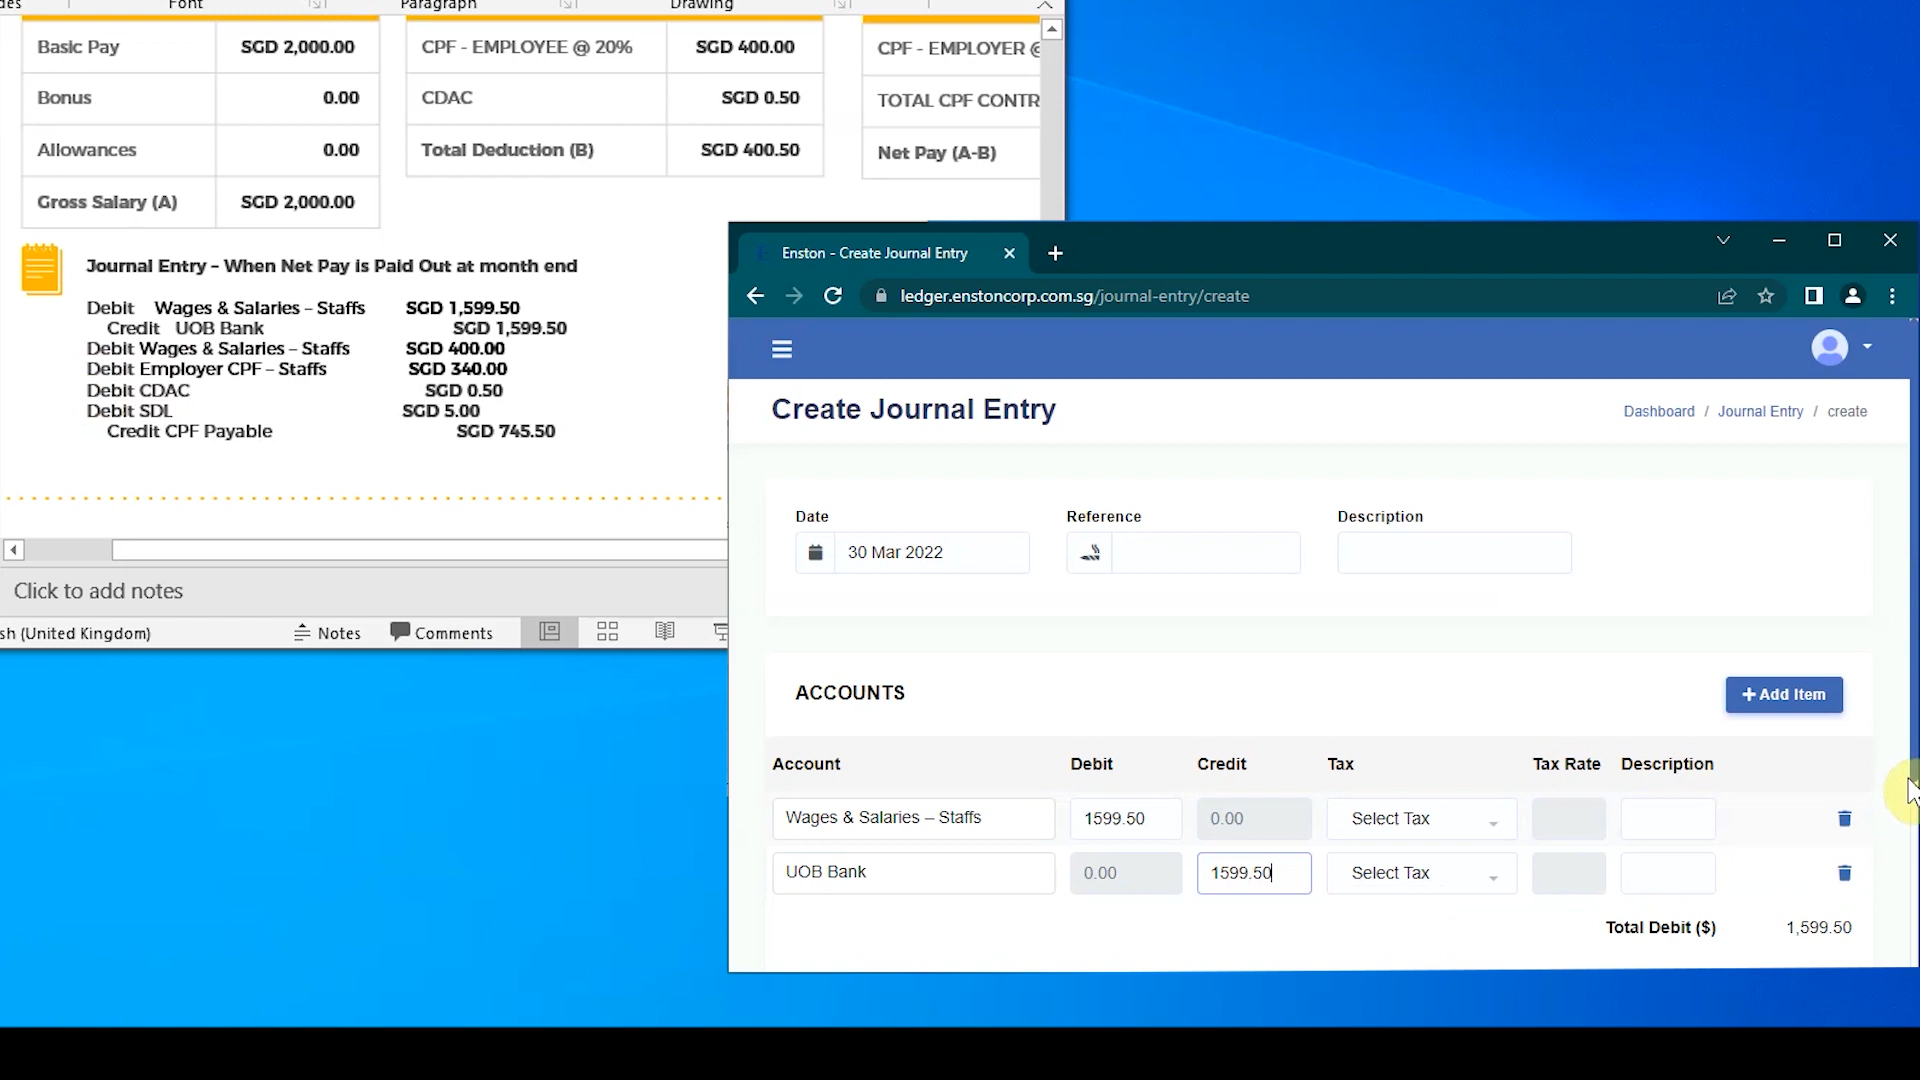 des Font Paragraph Drawing
Basic Pay SGD 2,000.00 CPF - EMPLOYEE @ 20% SGD 400.00 CPF - EMPLOYER @
Bonus 0.00 CDAC SGD 0.50 TOTAL CPF CONTR
Allowances 0.00 Total Deduction (B) SGD 400.50 Net Pay (A-B)
Gross Salary (A) SGD 2,000.00
Journal Entry – When Net Pay is Paid Out at month end
Debit Wages & Salaries – Staffs SGD 1,599.50
Credit UOB Bank SGD 1,599.50
Debit Wages & Salaries – Staffs SGD 400.00
Debit Employer CPF – Staffs SGD 340.00
Debit CDAC SGD 0.50
Debit SDL SGD 5.00
Credit CPF Payable SGD 745.50
Click to add notes
sh (United Kingdom) Notes Comments
Enston - Create Journal Entry
ledger.enstoncorp.com.sg/journal-entry/create
Create Journal Entry
Dashboard / Journal Entry / create
Date Reference Description
30 Mar 2022
ACCOUNTS
+ Add Item
Account Debit Credit Tax Tax Rate Description
Wages & Salaries – Staffs 1599.50 0.00 Select Tax
UOB Bank 0.00 1599.50 Select Tax
Total Debit ($) 1,599.50